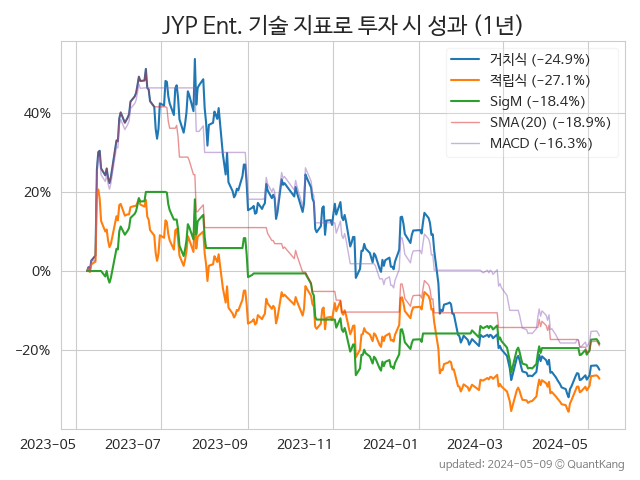 JYP Ent. 기술 지표로 투자 시 성과 (1년)
거치식 (−24.9%)
적립식 (−27.1%)
SigM (−18.4%)
SMA(20) (−18.9%)
MACD (−16.3%)
40%
20%
0%
−20%
2023-05 2023-07 2023-09 2023-11 2024-01 2024-03 2024-05
updated: 2024-05-09 © QuantKang